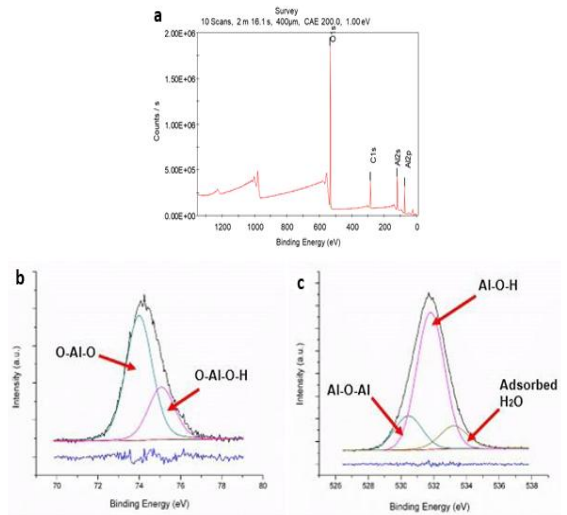 a
Survey
10 Scans, 2 m 16.1 s, 400µm, CAE 200.0, 1.00 eV
2.00E+06
1.50E+06
1.00E+06
5.00E+05
0.00E+00
Counts / s
O1s
C1s
Al2s
Al2p
1200 1000 800 600 400 200 0
Binding Energy (eV)
b
O-Al-O
O-Al-O-H
Intensity (a.u.)
70 72 74 76 78 80
Binding Energy (eV)
c
Al-O-H
Al-O-Al
Adsorbed
H2O
Intensity (a.u.)
526 528 530 532 534 536 538
Binding Energy (eV)